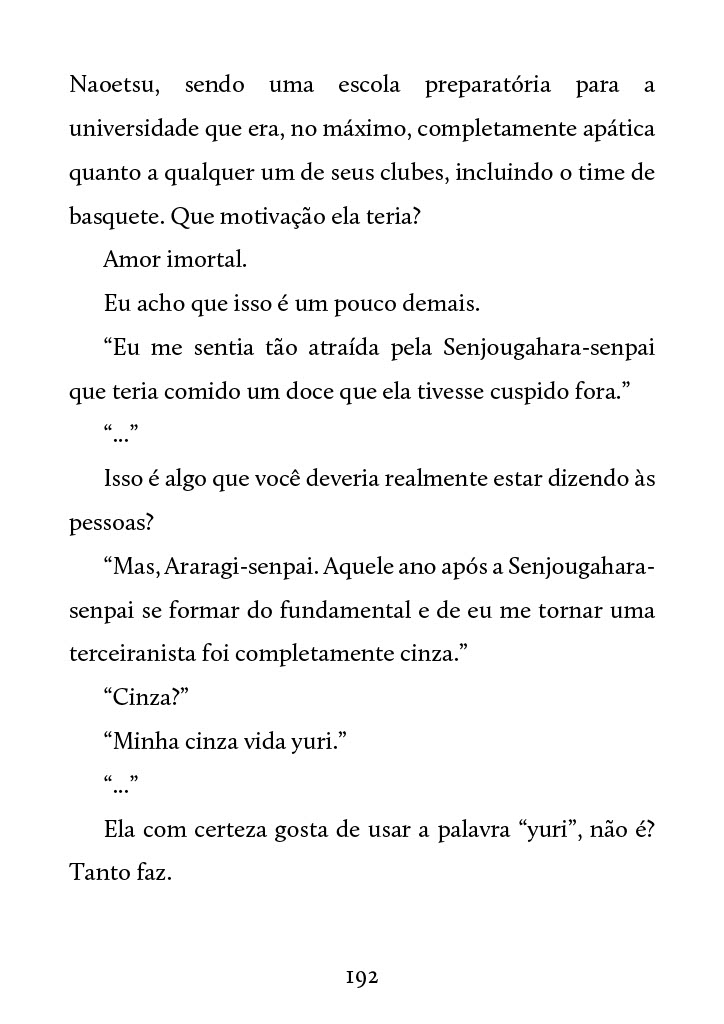 Naoetsu, sendo uma escola preparatória para a
universidade que era, no máximo, completamente apática
quanto a qualquer um de seus clubes, incluindo o time de
basquete. Que motivação ela teria?
Amor imortal.
Eu acho que isso é um pouco demais.
“Eu me sentia tão atraída pela Senjougahara-senpai
que teria comido um doce que ela tivesse cuspido fora.”
“...”
Isso é algo que você deveria realmente estar dizendo às
pessoas?
“Mas, Araragi-senpai. Aquele ano após a Senjougahara-
senpai se formar do fundamental e de eu me tornar uma
terceiranista foi completamente cinza.”
“Cinza?”
“Minha cinza vida yuri.”
“...”
Ela com certeza gosta de usar a palavra “yuri”, não é?
Tanto faz.
192